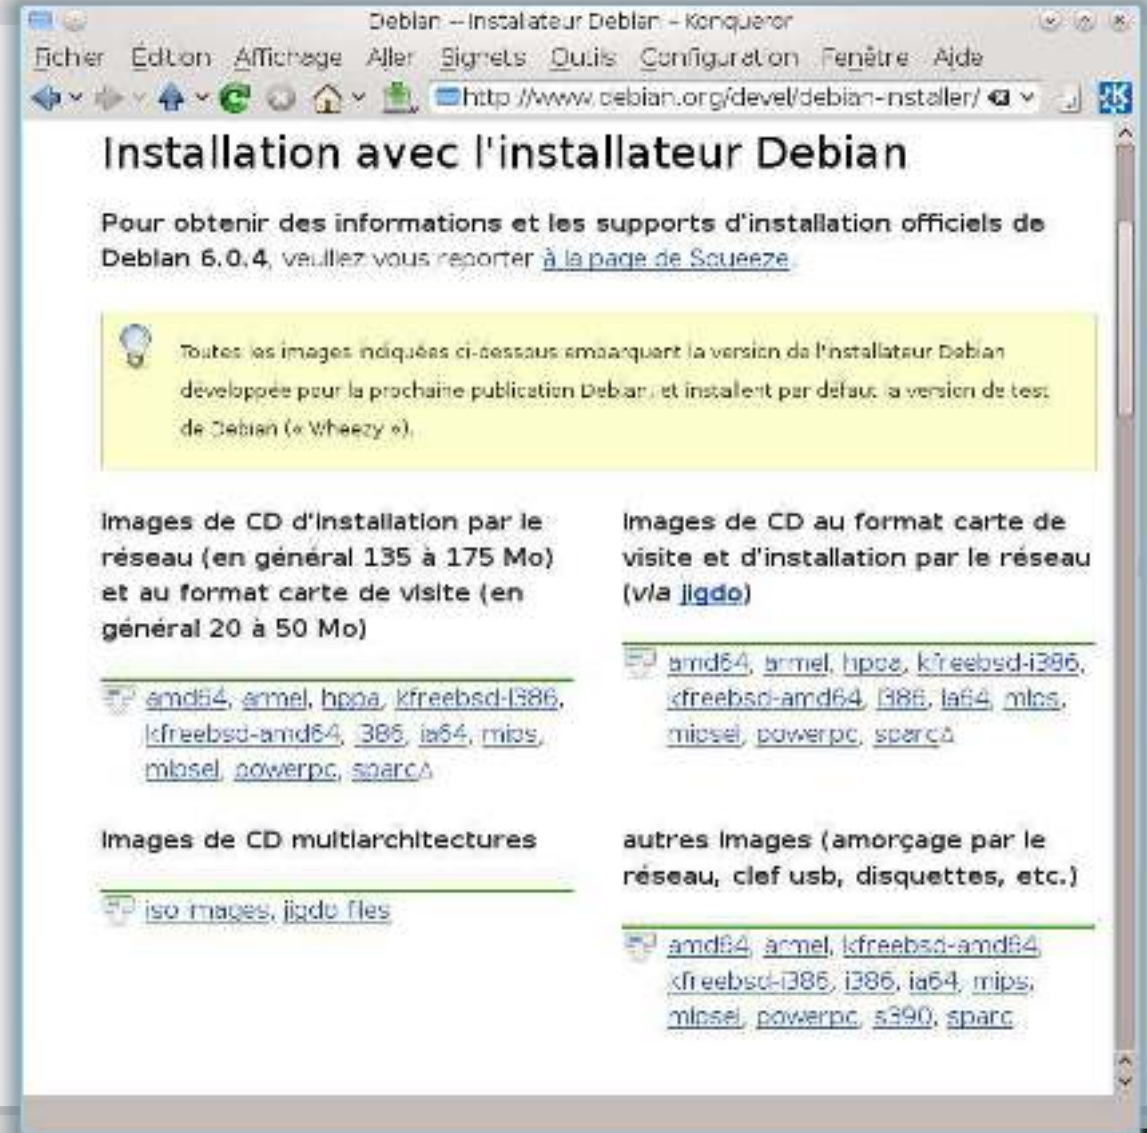 Debian – Installateur Debian – Konqueror
Fichier Édition Affichage Aller Signets Outils Configuration Fenêtre Aide
http://www.debian.org/devel/debian-installer/
Installation avec l'installateur Debian
Pour obtenir des informations et les supports d'installation officiels de
Debian 6.0.4, veuillez vous reporter à la page de Squeeze.
Toutes les images indiquées ci-dessous embarquent la version de l'installateur Debian
développée pour la prochaine publication Debian, et installent par défaut la version de test
de Debian (« Wheezy »).
Images de CD d'installation par le
réseau (en général 135 à 175 Mo)
et au format carte de visite (en
général 20 à 50 Mo)
amd64, armel, hppa, kfreebsd-i386,
kfreebsd-amd64, i386, ia64, mips,
mipsel, powerpc, sparc
Images de CD au format carte de
visite et d'installation par le réseau
(via jigdo)
amd64, armel, hppa, kfreebsd-i386,
kfreebsd-amd64, i386, ia64, mips,
mipsel, powerpc, sparc
Images de CD multiarchitectures
iso images, jigdo files
autres images (amorçage par le
réseau, clef usb, disquettes, etc.)
amd64, armel, kfreebsd-amd64,
kfreebsd-i386, i386, ia64, mips,
mipsel, powerpc, s390, sparc